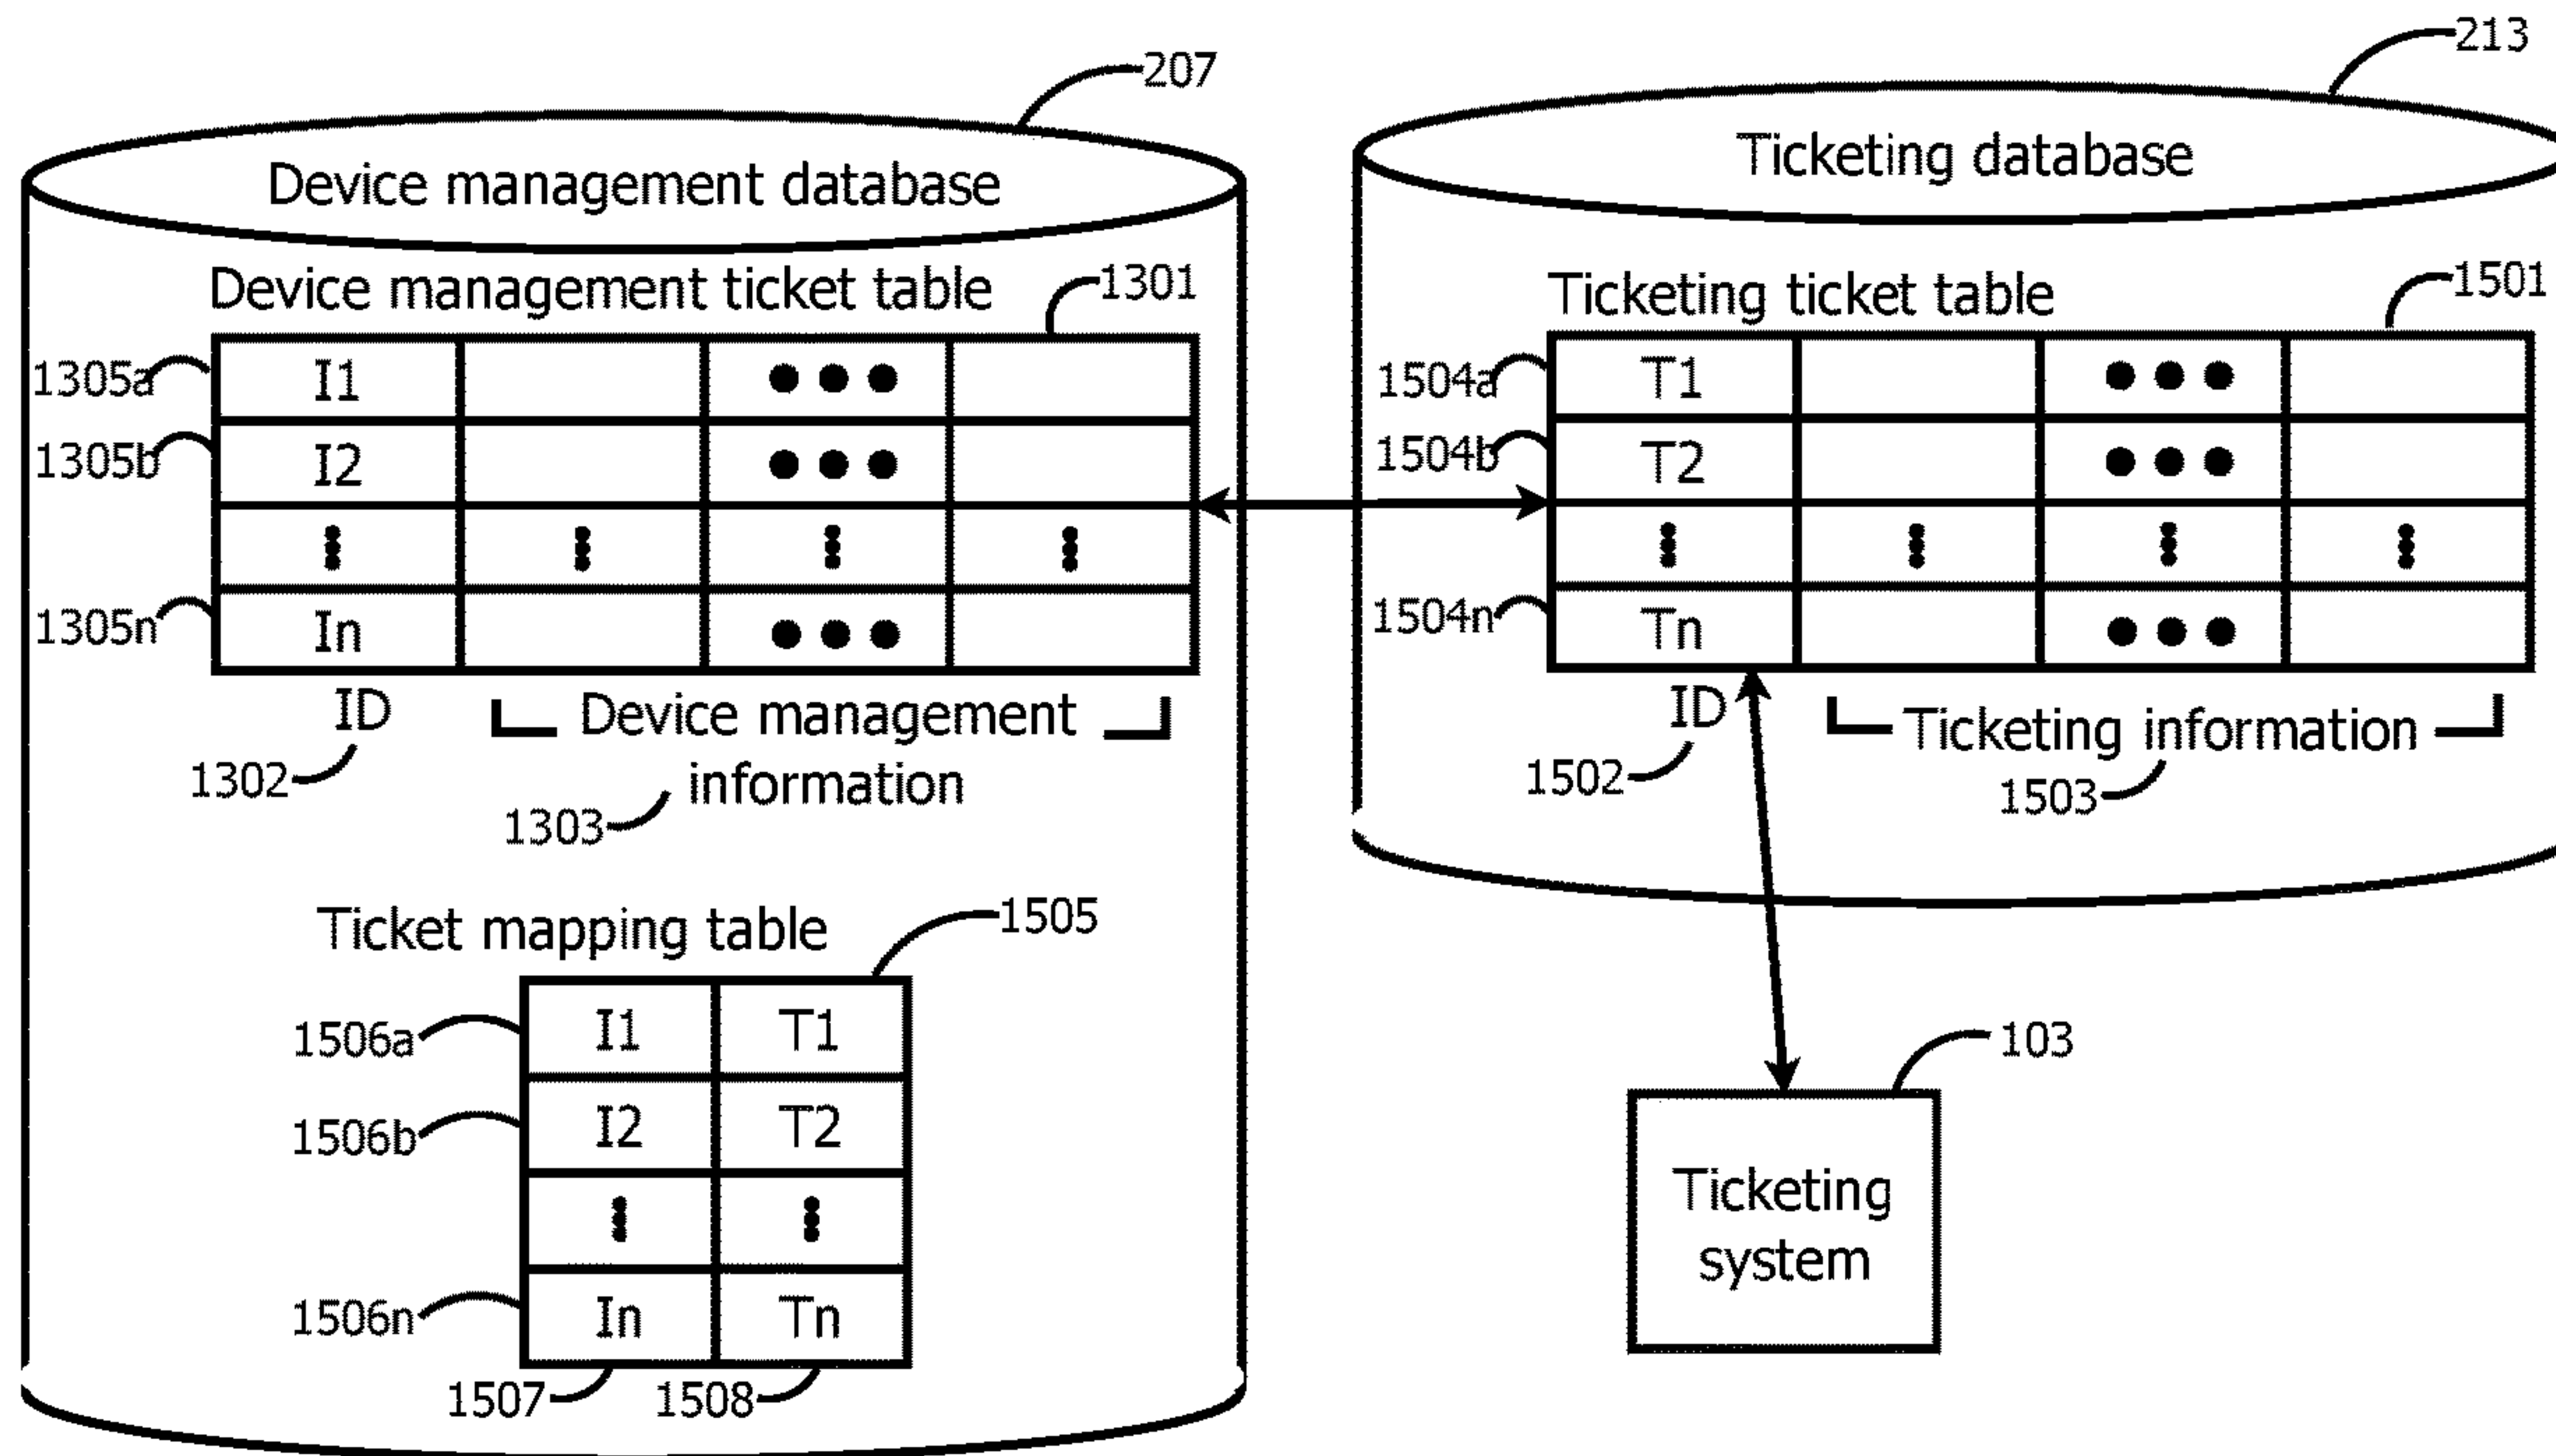 207
213
Device management database
Ticketing database
Device management ticket table
1301
Ticketing ticket table
1501
1305a
I1
1504a
T1
1305b
I2
1504b
T2
1305n
In
1504n
Tn
ID
Device management
information
1302
1303
ID
Ticketing information
1502
1503
Ticket mapping table
1505
1506a
I1
T1
1506b
I2
T2
1506n
In
Tn
1507
1508
103
Ticketing
system